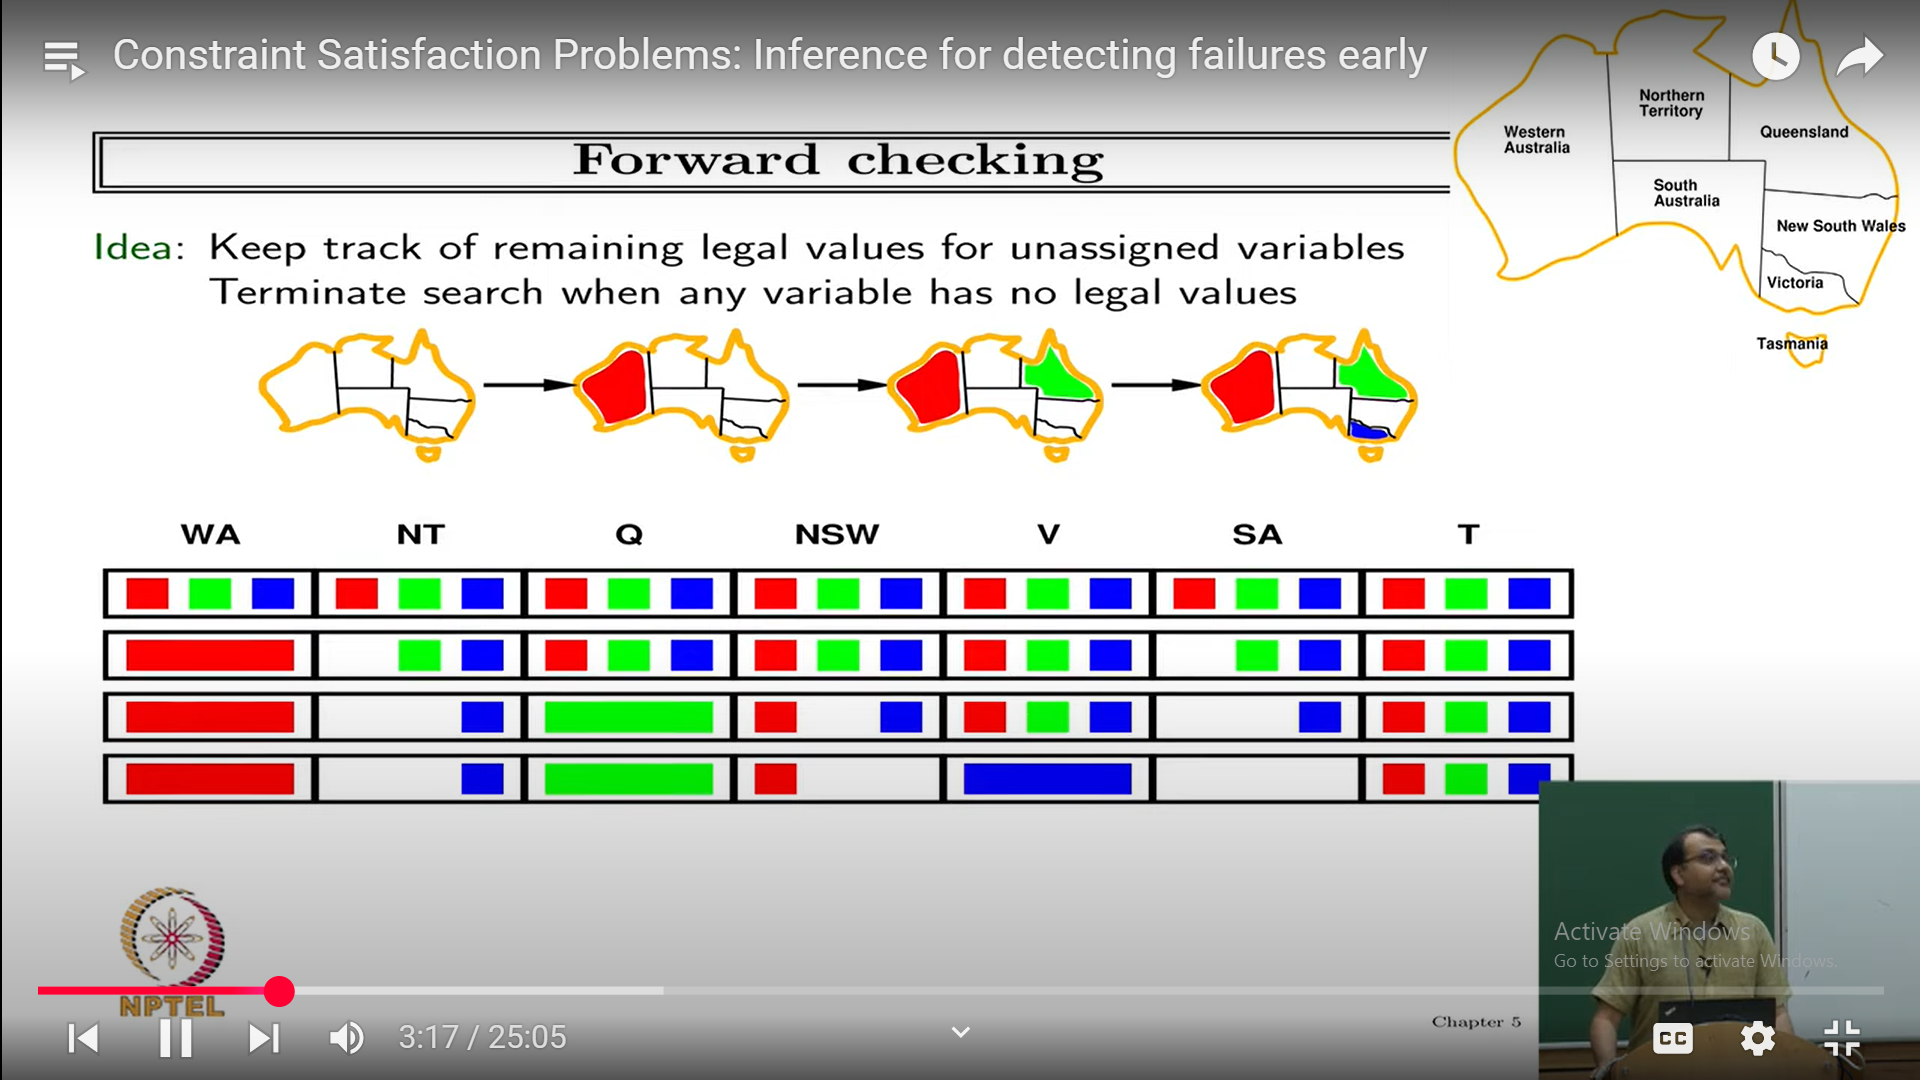 Constraint Satisfaction Problems: Inference for detecting failures early
Northern
Territory
Western
Australia
Queensland
South
Australia
New South Wales
Victoria
Tasmania
Forward checking
Idea: Keep track of remaining legal values for unassigned variables
Terminate search when any variable has no legal values
WA NT Q NSW V SA T
Activate Windows
Go to Settings to activate Windows.
NPTEL
3:17 / 25:05
Chapter 5
CC